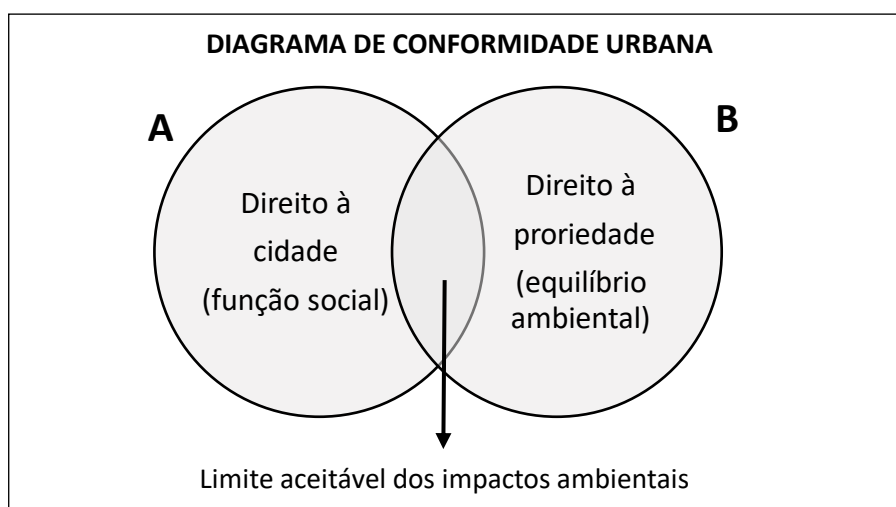 DIAGRAMA DE CONFORMIDADE URBANA
A
B
Direito à
cidade
(função social)
Direito à
proriedade
(equilíbrio
ambiental)
Limite aceitável dos impactos ambientais